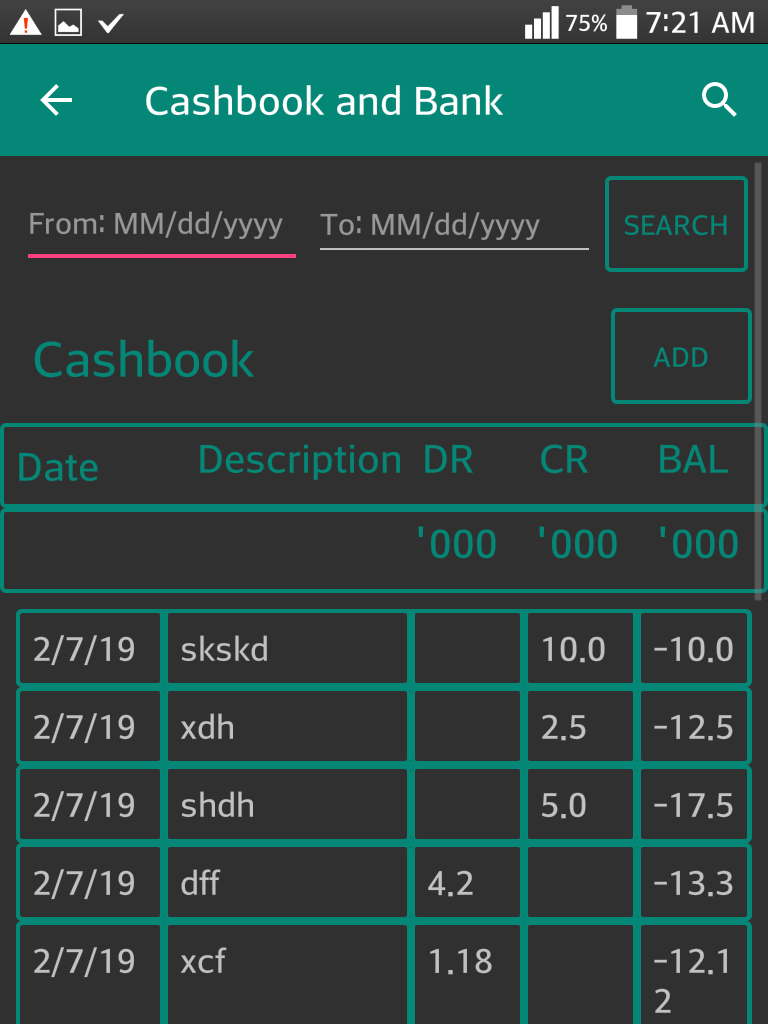 75% 7:21 AM
Cashbook and Bank
From: MM/dd/yyyy To: MM/dd/yyyy SEARCH
Cashbook ADD
Date Description DR CR BAL
'000 '000 '000
2/7/19 skskd 10.0 -10.0
2/7/19 xdh 2.5 -12.5
2/7/19 shdh 5.0 -17.5
2/7/19 dff 4.2 -13.3
2/7/19 xcf 1.18 -12.1
2